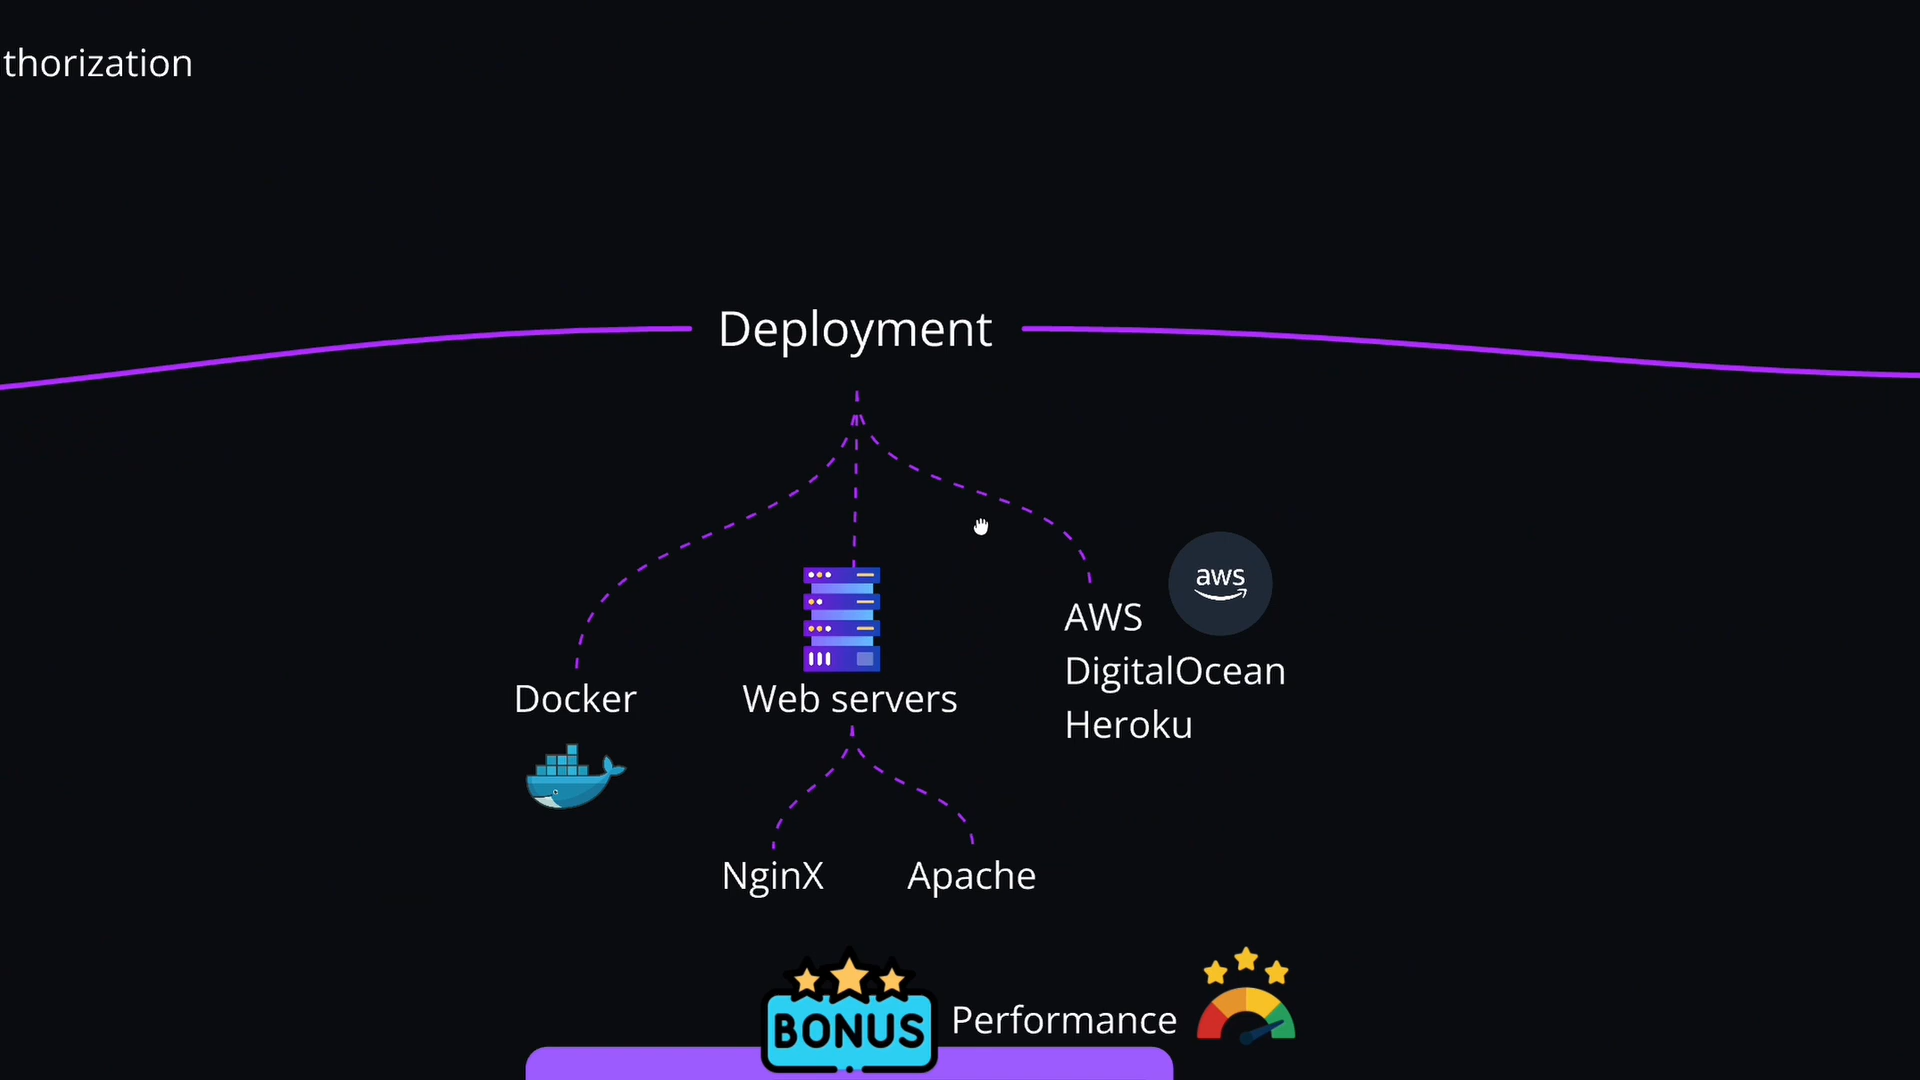 thorization
Deployment
aws
AWS
DigitalOcean
Heroku
Docker
Web servers
NginX
Apache
BONUS
Performance